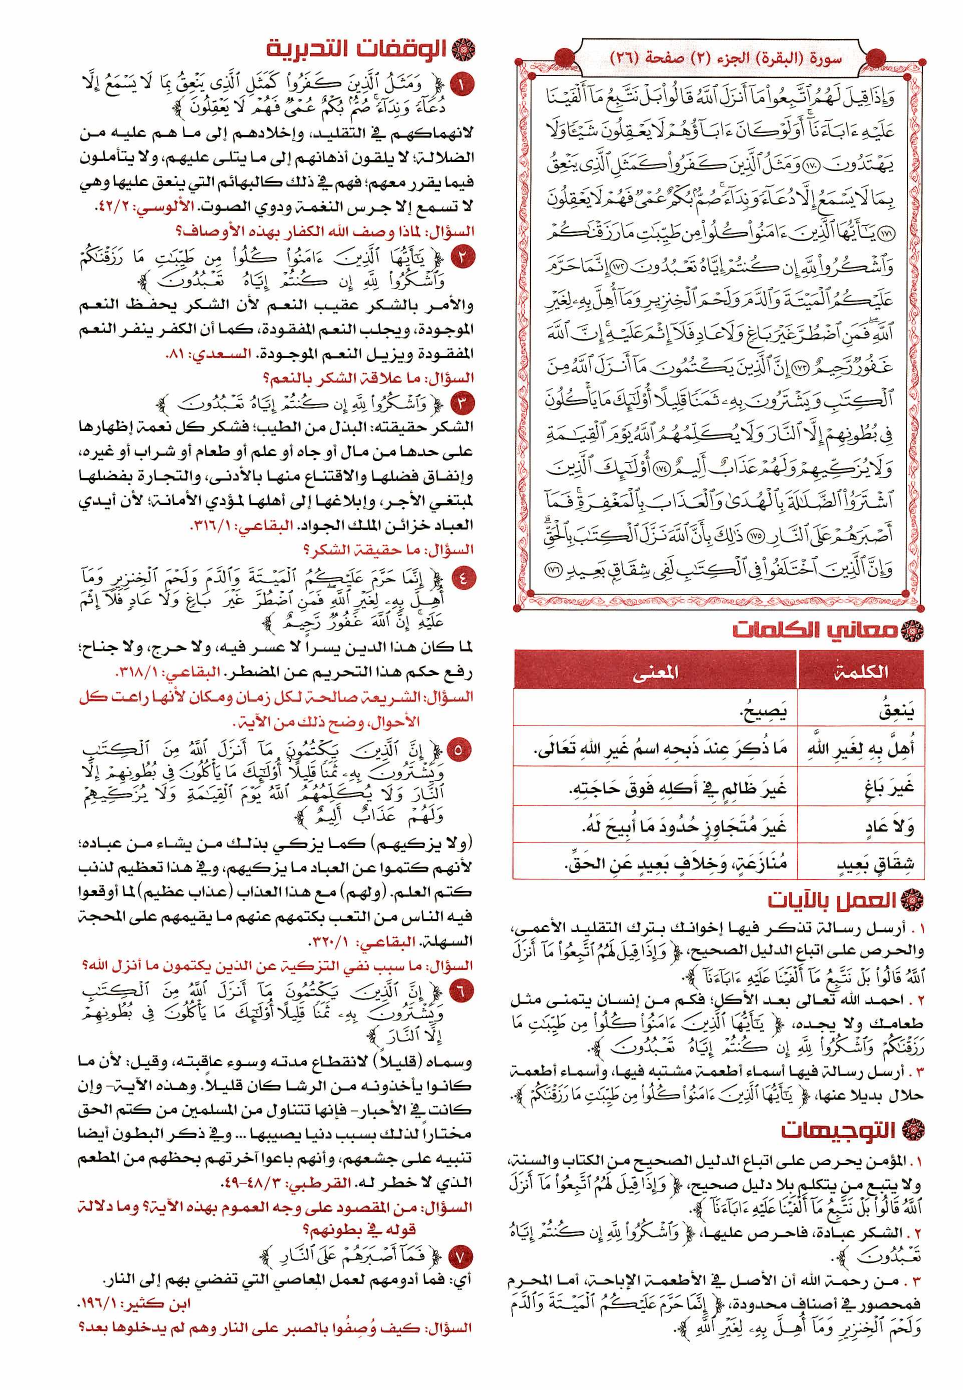 سورة (البقرة) الجزء (٢) صفحة (٢٦)
وَإِذَا قِيلَ لَهُمُ ٱتَّبِعُوا۟ مَآ أَنزَلَ ٱللَّهُ قَالُوا۟ بَلْ نَتَّبِعُ مَآ أَلْفَيْنَا
عَلَيْهِ ءَابَآءَنَآ أَوَلَوْ كَانَ ءَابَآؤُهُمْ لَا يَعْقِلُونَ شَيْـًٔا وَلَا
يَهْتَدُونَ ﴿١٧٠﴾ وَمَثَلُ ٱلَّذِينَ كَفَرُوا۟ كَمَثَلِ ٱلَّذِى يَنْعِقُ
بِمَا لَا يَسْمَعُ إِلَّا دُعَآءً وَنِدَآءً صُمٌّۢ بُكْمٌ عُمْىٌ فَهُمْ لَا يَعْقِلُونَ
﴿١٧١﴾ يَٰٓأَيُّهَا ٱلَّذِينَ ءَامَنُوا۟ كُلُوا۟ مِن طَيِّبَٰتِ مَا رَزَقْنَٰكُمْ
وَٱشْكُرُوا۟ لِلَّهِ إِن كُنتُمْ إِيَّاهُ تَعْبُدُونَ ﴿١٧٢﴾ إِنَّمَا حَرَّمَ
عَلَيْكُمُ ٱلْمَيْتَةَ وَٱلدَّمَ وَلَحْمَ ٱلْخِنزِيرِ وَمَآ أُهِلَّ بِهِۦ لِغَيْرِ
ٱللَّهِ فَمَنِ ٱضْطُرَّ غَيْرَ بَاغٍ وَلَا عَادٍ فَلَآ إِثْمَ عَلَيْهِ إِنَّ ٱللَّهَ
غَفُورٌ رَّحِيمٌ ﴿١٧٣﴾ إِنَّ ٱلَّذِينَ يَكْتُمُونَ مَآ أَنزَلَ ٱللَّهُ مِنَ
ٱلْكِتَٰبِ وَيَشْتَرُونَ بِهِۦ ثَمَنًا قَلِيلًا أُو۟لَٰٓئِكَ مَا يَأْكُلُونَ
فِى بُطُونِهِمْ إِلَّا ٱلنَّارَ وَلَا يُكَلِّمُهُمُ ٱللَّهُ يَوْمَ ٱلْقِيَٰمَةِ
وَلَا يُزَكِّيهِمْ وَلَهُمْ عَذَابٌ أَلِيمٌ ﴿١٧٤﴾ أُو۟لَٰٓئِكَ ٱلَّذِينَ
ٱشْتَرَوُا۟ ٱلضَّلَٰلَةَ بِٱلْهُدَىٰ وَٱلْعَذَابَ بِٱلْمَغْفِرَةِ فَمَآ
أَصْبَرَهُمْ عَلَى ٱلنَّارِ ﴿١٧٥﴾ ذَٰلِكَ بِأَنَّ ٱللَّهَ نَزَّلَ ٱلْكِتَٰبَ بِٱلْحَقِّ
وَإِنَّ ٱلَّذِينَ ٱخْتَلَفُوا۟ فِى ٱلْكِتَٰبِ لَفِى شِقَاقٍۭ بَعِيدٍ ﴿١٧٦﴾
معاني الكلمات
الكلمة المعنى
يَنعِقُ يَصيحُ.
أُهِلَّ بِهِ لِغَيرِ اللَّهِ مَا ذُكِرَ عِندَ ذَبحِهِ اسمُ غَيرِ اللهِ تَعَالَى.
غَيرَ بَاغٍ غَيرَ ظَالِمٍ فِي أَكلِهِ فَوقَ حَاجَتِهِ.
وَلاَ عَادٍ غَيرَ مُتَجَاوِزٍ حُدُودَ مَا أُبِيحَ لَهُ.
شِقَاقٍ بَعِيدٍ مُنَازَعَةٍ، وَخِلَافٍ بَعِيدٍ عَنِ الحَقِّ.
العمل بالآيات
١. أرسل رسالة تذكر فيها إخوانك بترك التقليد الأعمى،
والحرص على اتباع الدليل الصحيح، ﴿ وَإِذَا قِيلَ لَهُمُ ٱتَّبِعُوا۟ مَآ أَنزَلَ
ٱللَّهُ قَالُوا۟ بَلْ نَتَّبِعُ مَآ أَلْفَيْنَا عَلَيْهِ ءَابَآءَنَآ ﴾.
٢. احمد الله تعالى بعد الأكل؛ فكم من إنسان يتمنى مثل
طعامك ولا يجده، ﴿ يَٰٓأَيُّهَا ٱلَّذِينَ ءَامَنُوا۟ كُلُوا۟ مِن طَيِّبَٰتِ مَا
رَزَقْنَٰكُمْ وَٱشْكُرُوا۟ لِلَّهِ إِن كُنتُمْ إِيَّاهُ تَعْبُدُونَ ﴾.
٣. أرسل رسالة فيها أسماء أطعمة مشتبه فيها، وأسماء أطعمة
حلال بديلا عنها، ﴿ يَٰٓأَيُّهَا ٱلَّذِينَ ءَامَنُوا۟ كُلُوا۟ مِن طَيِّبَٰتِ مَا رَزَقْنَٰكُمْ ﴾.
التوجيهات
١. المؤمن يحرص على اتباع الدليل الصحيح من الكتاب والسنة،
ولا يتبع من يتكلم بلا دليل صحيح، ﴿ وَإِذَا قِيلَ لَهُمُ ٱتَّبِعُوا۟ مَآ أَنزَلَ
ٱللَّهُ قَالُوا۟ بَلْ نَتَّبِعُ مَآ أَلْفَيْنَا عَلَيْهِ ءَابَآءَنَآ ﴾.
٢. الشكر عبادة، فاحرص عليها، ﴿ وَٱشْكُرُوا۟ لِلَّهِ إِن كُنتُمْ إِيَّاهُ
تَعْبُدُونَ ﴾.
٣. من رحمة الله أن الأصل في الأطعمة الإباحة، أما المحرم
فمحصور في أصناف محدودة، ﴿ إِنَّمَا حَرَّمَ عَلَيْكُمُ ٱلْمَيْتَةَ وَٱلدَّمَ
وَلَحْمَ ٱلْخِنزِيرِ وَمَآ أُهِلَّ بِهِۦ لِغَيْرِ ٱللَّهِ ﴾.
الوقفات التدبرية
١ ﴿ وَمَثَلُ ٱلَّذِينَ كَفَرُوا۟ كَمَثَلِ ٱلَّذِى يَنْعِقُ بِمَا لَا يَسْمَعُ إِلَّا
دُعَآءً وَنِدَآءً صُمٌّۢ بُكْمٌ عُمْىٌ فَهُمْ لَا يَعْقِلُونَ ﴾
لانهماكهم في التقليد، وإخلادهم إلى ما هم عليه من
الضلالة؛ لا يلقون أذهانهم إلى ما يتلى عليهم، ولا يتأملون
فيما يقرر معهم؛ فهم في ذلك كالبهائم التي ينعق عليها وهي
لا تسمع إلا جرس النغمة ودوي الصوت. الألوسي: ٤٢/٢.
السؤال: لماذا وصف الله الكفار بهذه الأوصاف؟
٢ ﴿ يَٰٓأَيُّهَا ٱلَّذِينَ ءَامَنُوا۟ كُلُوا۟ مِن طَيِّبَٰتِ مَا رَزَقْنَٰكُمْ
وَٱشْكُرُوا۟ لِلَّهِ إِن كُنتُمْ إِيَّاهُ تَعْبُدُونَ ﴾
والأمر بالشكر عقيب النعم لأن الشكر يحفظ النعم
الموجودة، ويجلب النعم المفقودة، كما أن الكفر ينفر النعم
المفقودة ويزيل النعم الموجودة. السعدي: ٨١.
السؤال: ما علاقة الشكر بالنعم؟
٣ ﴿ وَٱشْكُرُوا۟ لِلَّهِ إِن كُنتُمْ إِيَّاهُ تَعْبُدُونَ ﴾
الشكر حقيقته: البذل من الطيب؛ فشكر كل نعمة إظهارها
على حدها من مال أو جاه أو علم أو طعام أو شراب أو غيره،
وإنفاق فضلها والاقتناع منها بالأدنى، والتجارة بفضلها
لمبتغي الأجر، وإبلاغها إلى أهلها لمؤدي الأمانة؛ لأن أيدي
العباد خزائن الملك الجواد. البقاعي: ٣١٦/١.
السؤال: ما حقيقة الشكر؟
٤ ﴿ إِنَّمَا حَرَّمَ عَلَيْكُمُ ٱلْمَيْتَةَ وَٱلدَّمَ وَلَحْمَ ٱلْخِنزِيرِ وَمَآ
أُهِلَّ بِهِۦ لِغَيْرِ ٱللَّهِ فَمَنِ ٱضْطُرَّ غَيْرَ بَاغٍ وَلَا عَادٍ فَلَآ إِثْمَ
عَلَيْهِ إِنَّ ٱللَّهَ غَفُورٌ رَّحِيمٌ ﴾
لما كان هذا الدين يسراً لا عسر فيه، ولا حرج، ولا جناح؛
رفع حكم هذا التحريم عن المضطر. البقاعي: ٣١٨/١.
السؤال: الشريعة صالحة لكل زمان ومكان لأنها راعت كل
الأحوال، وضح ذلك من الآية.
٥ ﴿ إِنَّ ٱلَّذِينَ يَكْتُمُونَ مَآ أَنزَلَ ٱللَّهُ مِنَ ٱلْكِتَٰبِ
وَيَشْتَرُونَ بِهِۦ ثَمَنًا قَلِيلًا أُو۟لَٰٓئِكَ مَا يَأْكُلُونَ فِى بُطُونِهِمْ إِلَّا
ٱلنَّارَ وَلَا يُكَلِّمُهُمُ ٱللَّهُ يَوْمَ ٱلْقِيَٰمَةِ وَلَا يُزَكِّيهِمْ
وَلَهُمْ عَذَابٌ أَلِيمٌ ﴾
(ولا يزكيهم) كما يزكي بذلك من يشاء من عباده؛
لأنهم كتموا عن العباد ما يزكيهم، وفي هذا تعظيم لذنب
كتم العلم. (ولهم) مع هذا العذاب (عذاب عظيم) لما أوقعوا
فيه الناس من التعب بكتمهم عنهم ما يقيمهم على المحجة
السهلة. البقاعي: ٣٢٠/١.
السؤال: ما سبب نفي التزكية عن الذين يكتمون ما أنزل الله؟
٦ ﴿ إِنَّ ٱلَّذِينَ يَكْتُمُونَ مَآ أَنزَلَ ٱللَّهُ مِنَ ٱلْكِتَٰبِ
وَيَشْتَرُونَ بِهِۦ ثَمَنًا قَلِيلًا أُو۟لَٰٓئِكَ مَا يَأْكُلُونَ فِى بُطُونِهِمْ
إِلَّا ٱلنَّارَ ﴾
وسماه (قليلاً) لانقطاع مدته وسوء عاقبته، وقيل: لأن ما
كانوا يأخذونه من الرشا كان قليلاً. وهذه الآية- وإن
كانت في الأحبار- فإنها تتناول من المسلمين من كتم الحق
مختاراً لذلك بسبب دنيا يصيبها ... وفي ذكر البطون أيضا
تنبيه على جشعهم، وأنهم باعوا آخرتهم بحظهم من المطعم
الذي لا خطر له. القرطبي: ٤٨/٣-٤٩.
السؤال: من المقصود على وجه العموم بهذه الآية؟ وما دلالة
قوله في بطونهم؟
٧ ﴿ فَمَآ أَصْبَرَهُمْ عَلَى ٱلنَّارِ ﴾
أي: فما أدومهم لعمل المعاصي التي تفضي بهم إلى النار.
ابن كثير: ١٩٦/١.
السؤال: كيف وُصِفُوا بالصبر على النار وهم لم يدخلوها بعد؟